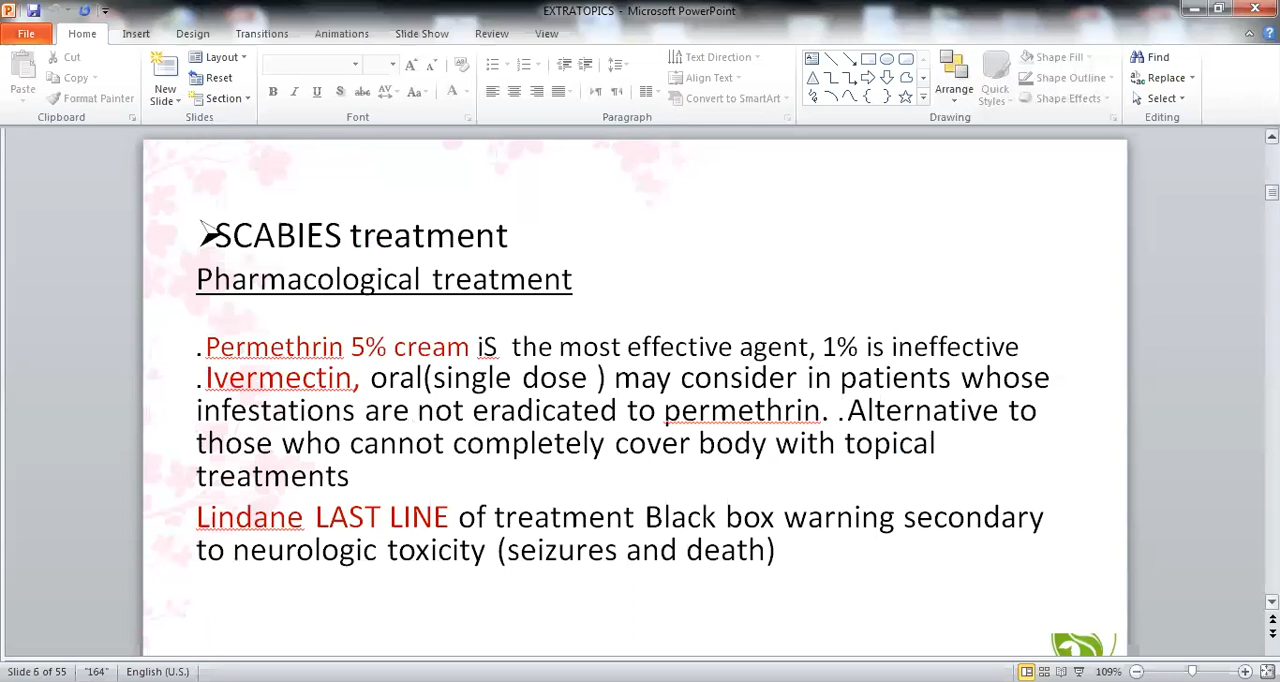 EXTRATOPICS - Microsoft PowerPoint
File Home Insert Design Transitions Animations Slide Show Review View
Cut
Copy
Format Painter
Paste
Clipboard
New
Slide
Layout
Reset
Section
Slides
B I U S abc AV Aa A
Font
Text Direction
Align Text
Convert to SmartArt
Paragraph
Arrange
Quick
Styles
Shape Fill
Shape Outline
Shape Effects
Drawing
Find
Replace
Select
Editing
SCABIES treatment
Pharmacological treatment
.Permethrin 5% cream iS the most effective agent, 1% is ineffective
.Ivermectin, oral(single dose ) may consider in patients whose
infestations are not eradicated to permethrin. .Alternative to
those who cannot completely cover body with topical
treatments
Lindane LAST LINE of treatment Black box warning secondary
to neurologic toxicity (seizures and death)
Slide 6 of 55 "164" English (U.S.) 109%